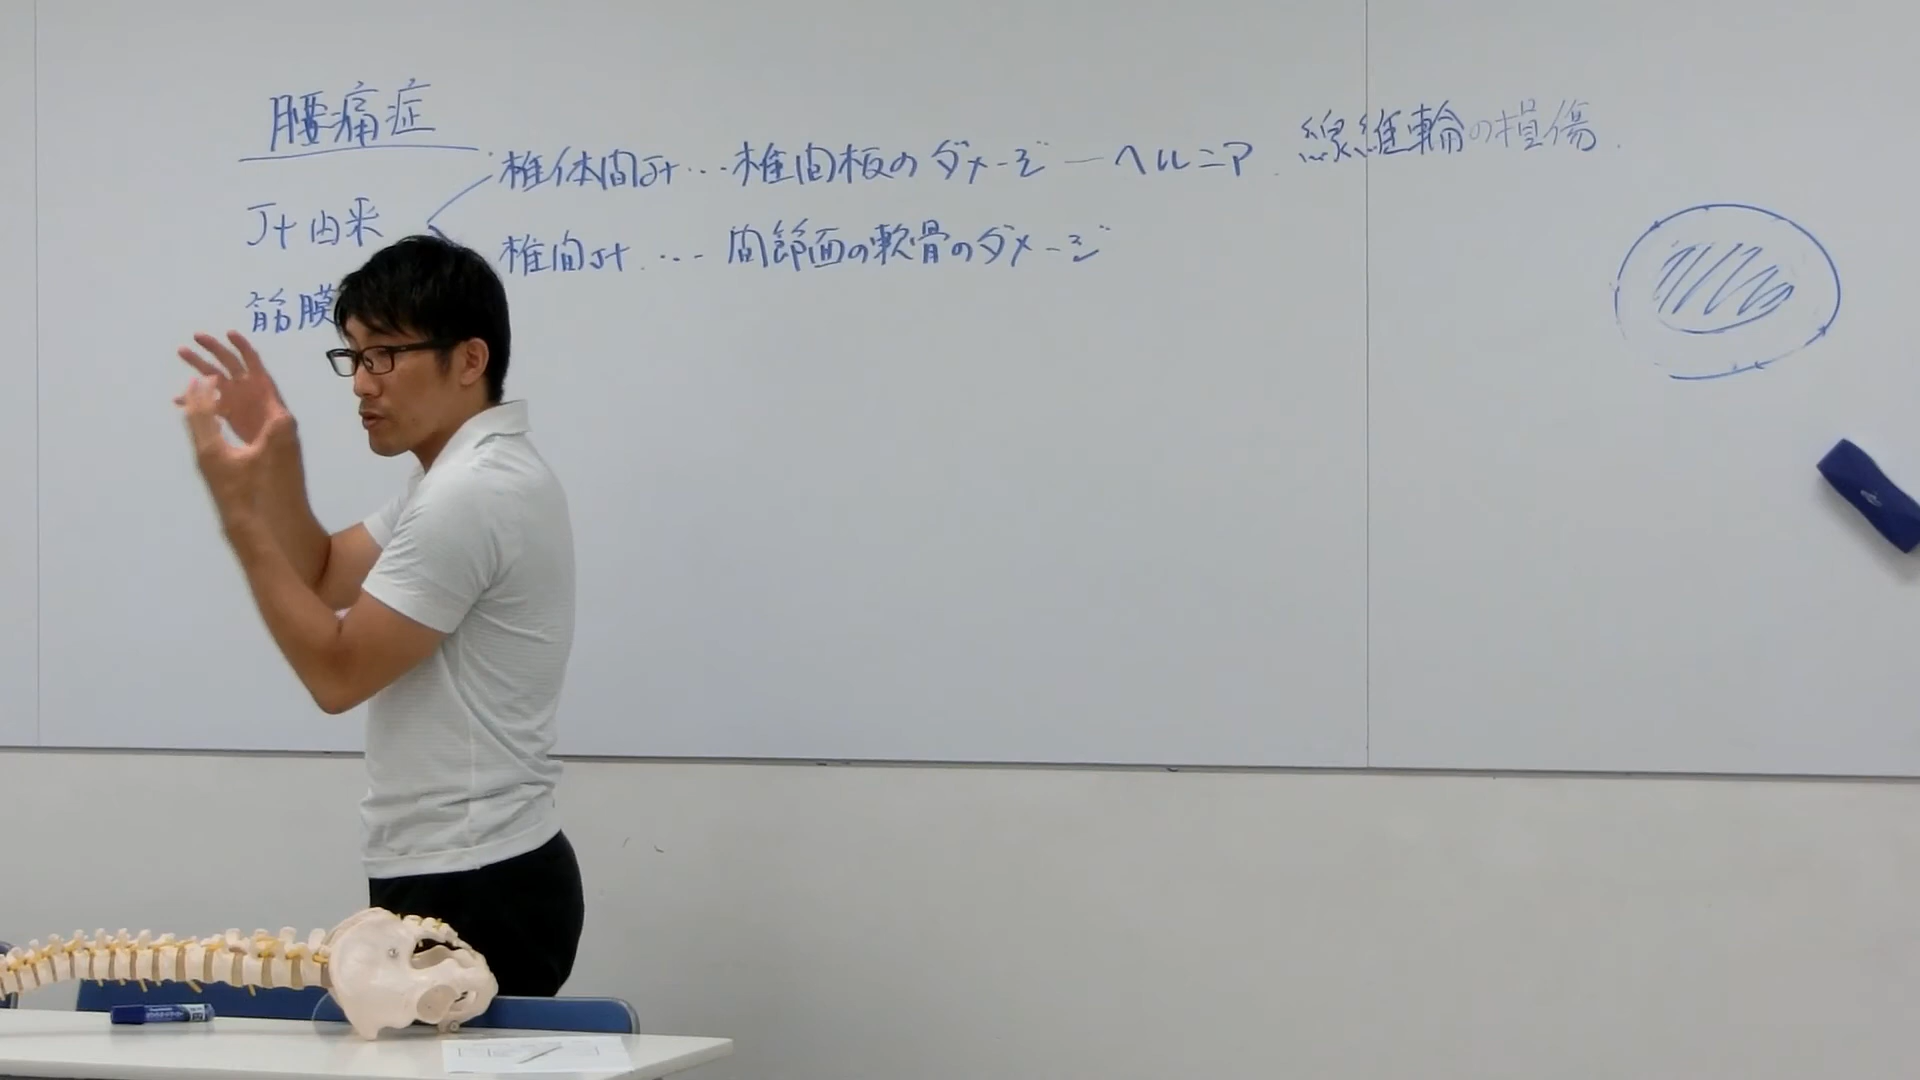 腰痛症
椎体間Jt…椎間板のダメージ―ヘルニア. 線維輪の損傷.
Jt由来
椎間Jt….間節面の軟骨のダメージ
筋膜